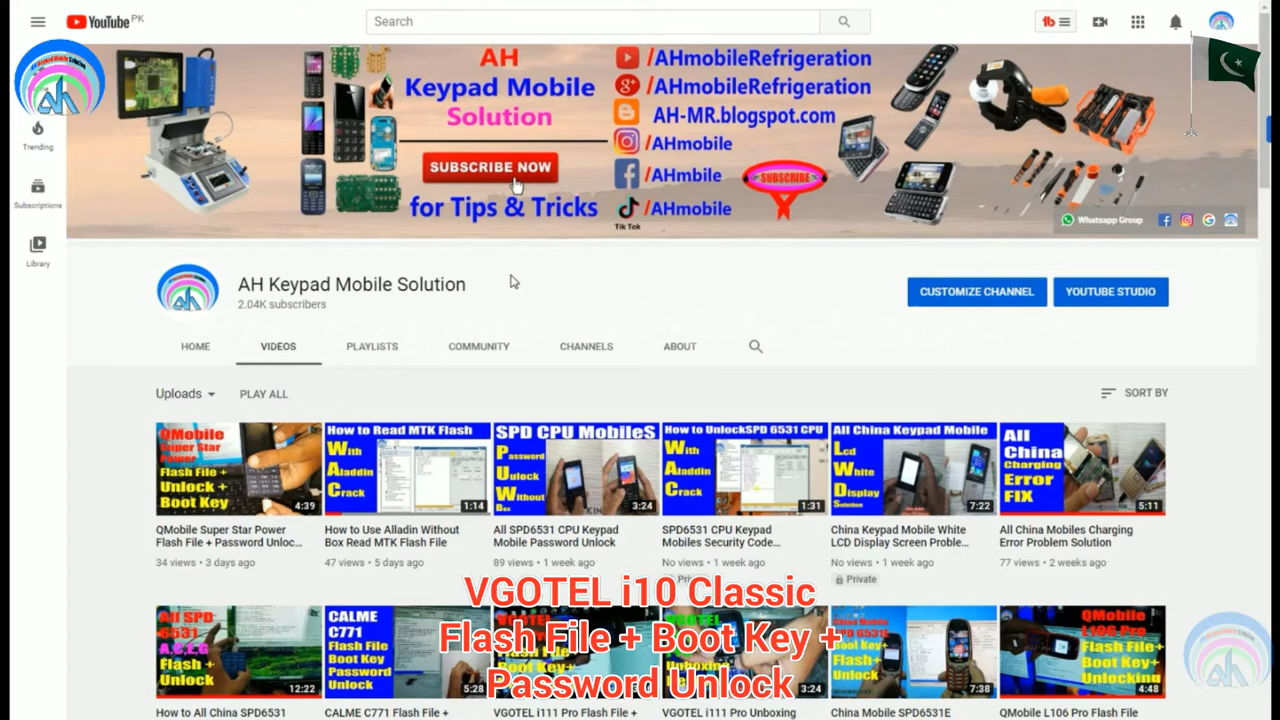 YouTube PK
Search
AH
Keypad Mobile
Solution
SUBSCRIBE NOW
for Tips & Tricks
/AHmobileRefrigeration
/AHmobileRefrigeration
AH-MR.blogspot.com
/AHmobile
/AHmbile
/AHmobile
Tik Tok
SUBSCRIBE
Whatsapp Group
Trending
Subscriptions
Library
AH Keypad Mobile Solution
2.04K subscribers
CUSTOMIZE CHANNEL
YOUTUBE STUDIO
HOME
VIDEOS
PLAYLISTS
COMMUNITY
CHANNELS
ABOUT
Uploads
PLAY ALL
SORT BY
QMobile
Super Star
Power
Flash File +
Unlock +
Boot Key
4:39
How to Read MTK Flash
With
Aladdin
Crack
1:14
SPD CPU MobileS
Password
Unlock
Without
Box
3:24
How to UnlockSPD 6531 CPU
With
Aladdin
Crack
1:31
All China Keypad Mobile
Lcd
White
Display
Solution
7:22
All
China
Charging
Error
FIX
5:11
QMobile Super Star Power
Flash File + Password Unloc...
34 views • 3 days ago
How to Use Alladin Without
Box Read MTK Flash File
47 views • 5 days ago
All SPD6531 CPU Keypad
Mobile Password Unlock
89 views • 1 week ago
SPD6531 CPU Keypad
Mobiles Security Code...
No views • 1 week ago
China Keypad Mobile White
LCD Display Screen Proble...
No views • 1 week ago
Private
All China Mobiles Charging
Error Problem Solution
77 views • 2 weeks ago
VGOTEL i10 Classic
Flash File + Boot Key +
Password Unlock
All SPD
6531
A,C,E,G
Flash +
Unlock
12:22
CALME
C771
Flash File
Boot Key
Password
Unlock
5:28
3:24
China Mobile
SPD 6531E
Flash+
Unlock
7:38
QMobile
L106 Pro
Flash File+
Bootkey+
Unlocking
4:48
How to All China SPD6531
CALME C771 Flash File +
VGOTEL i111 Pro Flash File +
VGOTEL i111 Pro Unboxing
China Mobile SPD6531E
QMobile L106 Pro Flash File